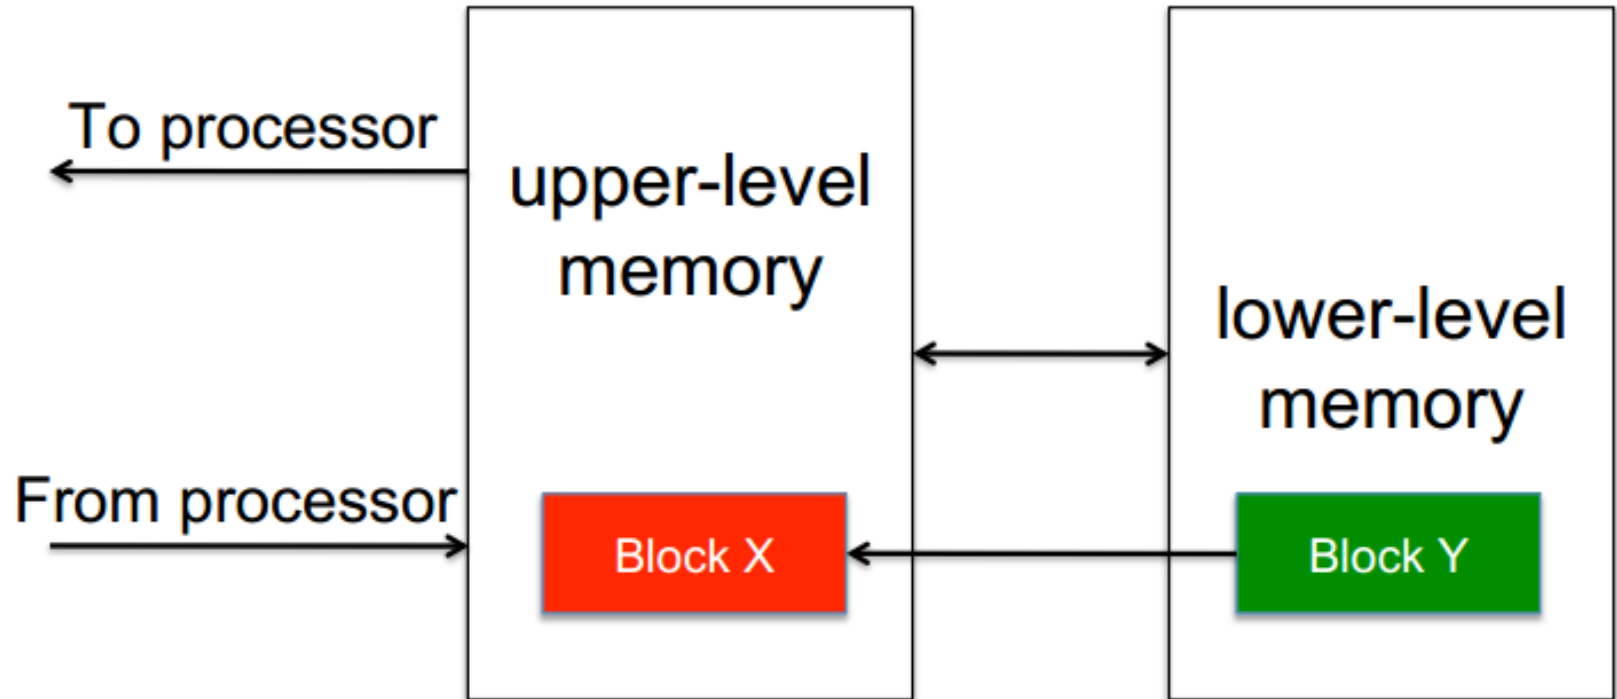 To processor
upper-level
memory
lower-level
memory
From processor
Block X
Block Y